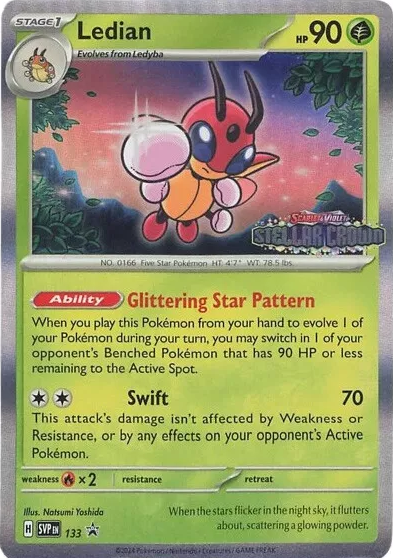 STAGE 1
Ledian
HP 90
Evolves from Ledyba
SCARLET & VIOLET
STELLAR CROWN
NO. 0166 Five Star Pokémon HT: 4'7" WT: 78.5 lbs.
Ability Glittering Star Pattern
When you play this Pokémon from your hand to evolve 1 of
your Pokémon during your turn, you may switch in 1 of your
opponent's Benched Pokémon that has 90 HP or less
remaining to the Active Spot.
Swift 70
This attack's damage isn't affected by Weakness or
Resistance, or by any effects on your opponent's Active
Pokémon.
weakness ×2 resistance retreat
Illus. Natsumi Yoshida
When the stars flicker in the night sky, it flutters
about, scattering a glowing powder.
H SVP EN 133
©2024 Pokémon / Nintendo / Creatures / GAME FREAK